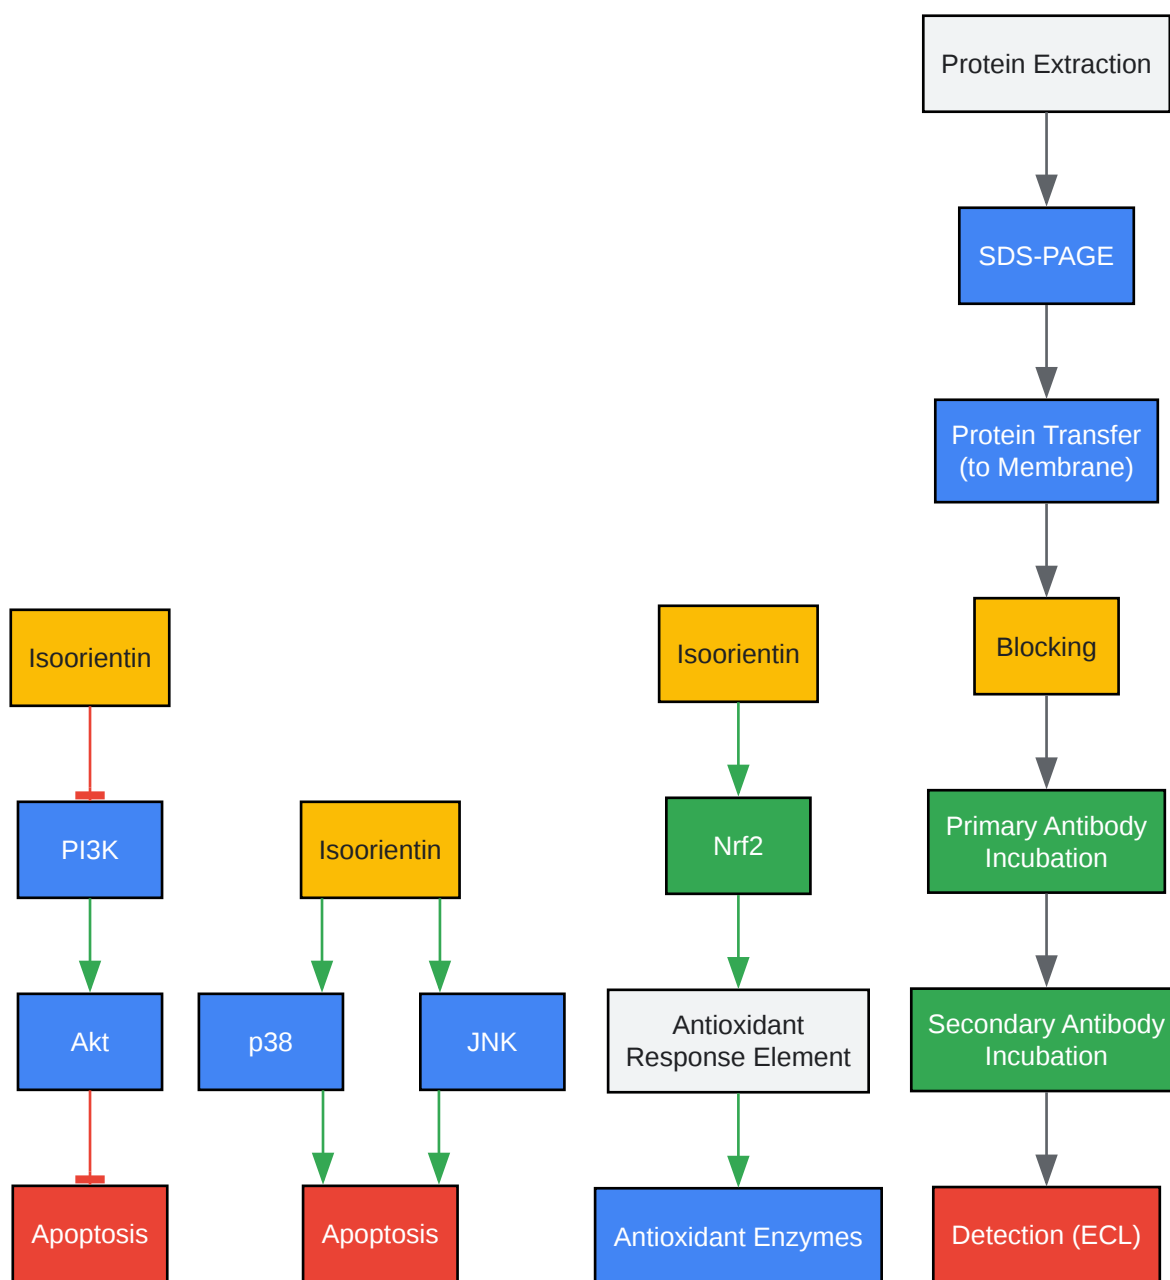 Isoorientin
PI3K
Akt
Apoptosis
Isoorientin
p38
JNK
Apoptosis
Isoorientin
Nrf2
Antioxidant
Response Element
Antioxidant Enzymes
Protein Extraction
SDS-PAGE
Protein Transfer
(to Membrane)
Blocking
Primary Antibody
Incubation
Secondary Antibody
Incubation
Detection (ECL)